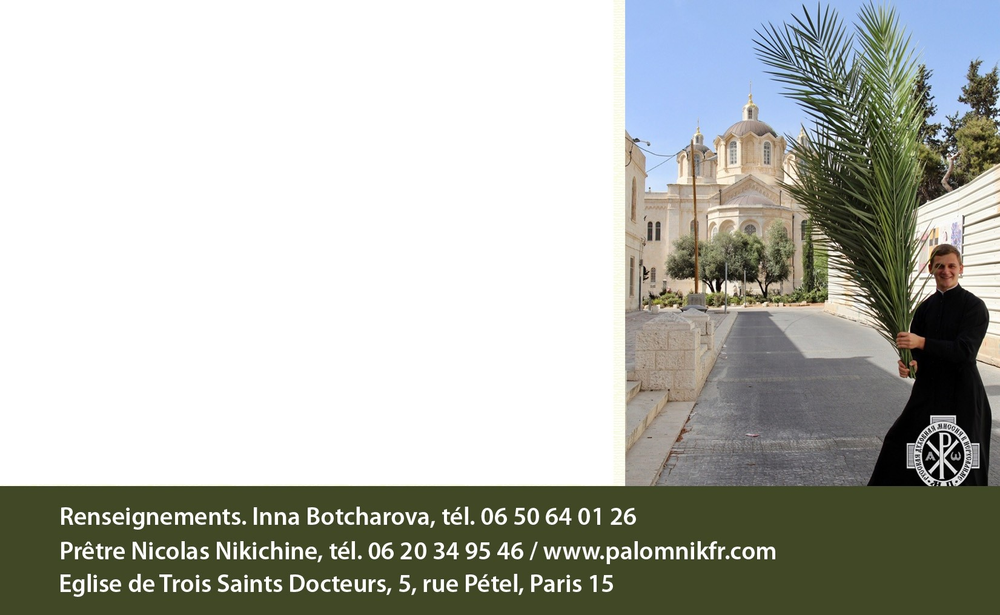 РУССКАЯ ДУХОВНАЯ МИССИЯ В ИЕРУСАЛИМЕ
М.П.
Renseignements. Inna Botcharova, tél. 06 50 64 01 26
Prêtre Nicolas Nikichine, tél. 06 20 34 95 46 / www.palomnikfr.com
Eglise de Trois Saints Docteurs, 5, rue Pétel, Paris 15